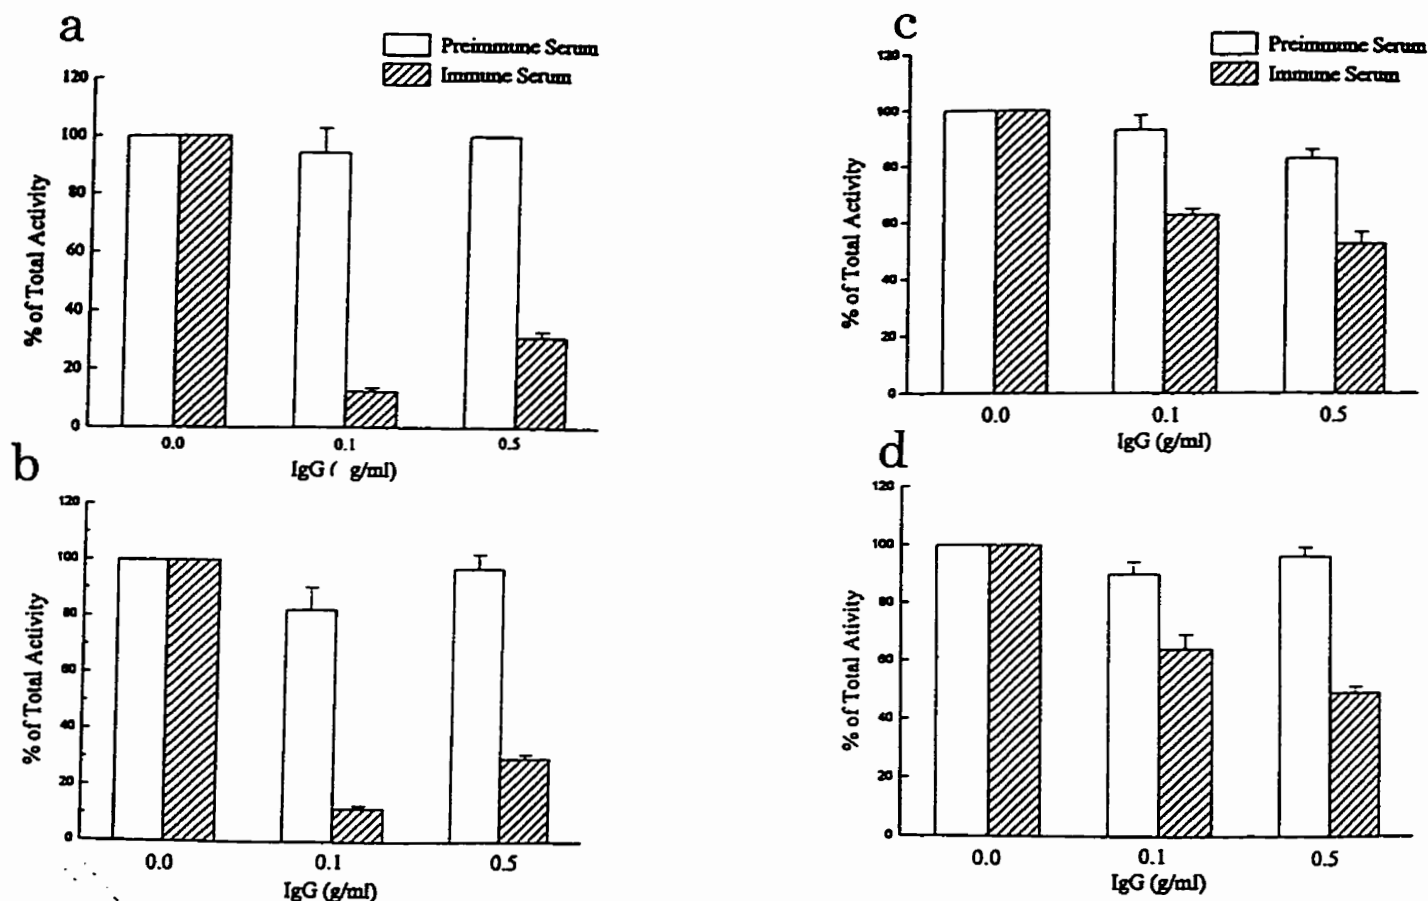 a
Preimmune Serum
Immune Serum
120
100
80
60
40
20
0
% of Total Activity
0.0 0.1 0.5
IgG ( g/ml)
b
120
100
80
60
40
20
0
% of Total Activity
0.0 0.1 0.5
IgG (g/ml)
c
Preimmune Serum
Immune Serum
120
100
80
60
40
20
0
% of Total Activity
0.0 0.1 0.5
IgG (g/ml)
d
120
100
80
60
40
20
0
% of Total Ativity
0.0 0.1 0.5
IgG (g/ml)